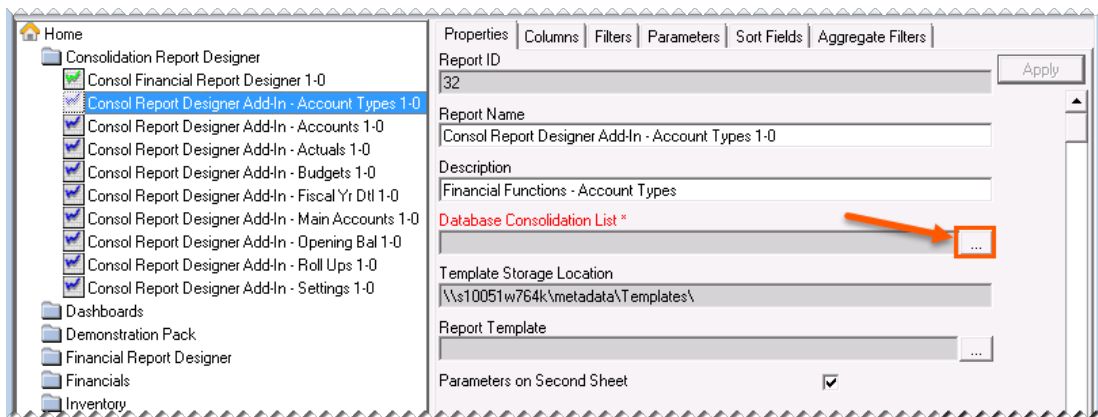 Home
Consolidation Report Designer
Consol Financial Report Designer 1-0
Consol Report Designer Add-In - Account Types 1-0
Consol Report Designer Add-In - Accounts 1-0
Consol Report Designer Add-In - Actuals 1-0
Consol Report Designer Add-In - Budgets 1-0
Consol Report Designer Add-In - Fiscal Yr Dtl 1-0
Consol Report Designer Add-In - Main Accounts 1-0
Consol Report Designer Add-In - Opening Bal 1-0
Consol Report Designer Add-In - Roll Ups 1-0
Consol Report Designer Add-In - Settings 1-0
Dashboards
Demonstration Pack
Financial Report Designer
Financials
Inventory
Properties Columns Filters Parameters Sort Fields Aggregate Filters
Report ID
32
Apply
Report Name
Consol Report Designer Add-In - Account Types 1-0
Description
Financial Functions - Account Types
Database Consolidation List *
...
Template Storage Location
\\s10051w764k\metadata\Templates\
Report Template
...
Parameters on Second Sheet